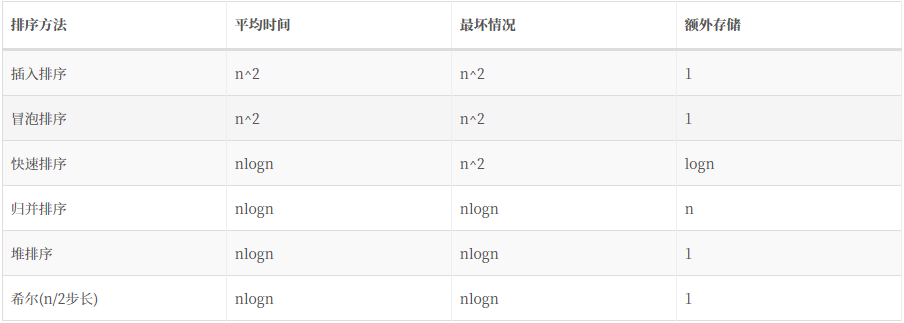 排序方法 平均时间 最坏情况 额外存储
插入排序 n^2 n^2 1
冒泡排序 n^2 n^2 1
快速排序 nlogn n^2 logn
归并排序 nlogn nlogn n
堆排序 nlogn nlogn 1
希尔(n/2步长) nlogn nlogn 1